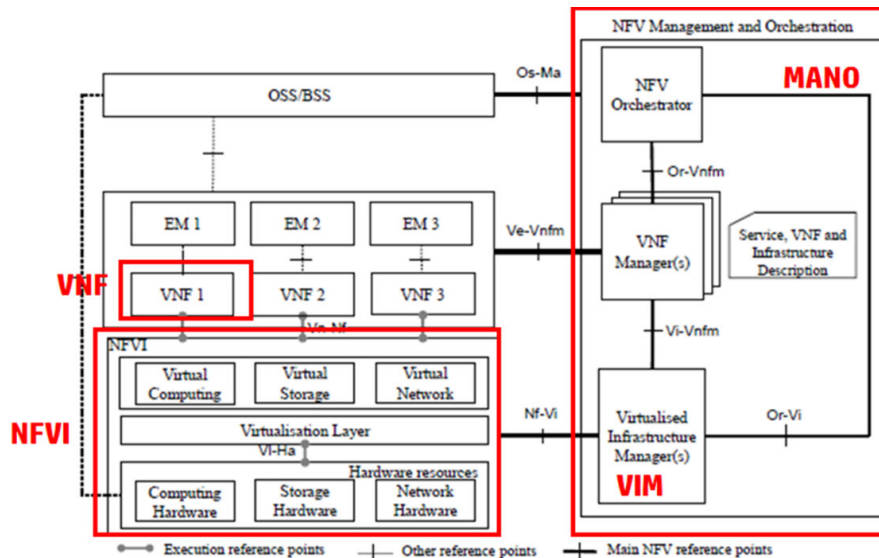 NFV Management and Orchestration
MANO
Os-Ma
OSS/BSS
NFV
Orchestrator
Or-Vnfm
EM 1
EM 2
EM 3
Ve-Vnfm
VNF
Manager(s)
Service, VNF and
Infrastructure
Description
VNF
VNF 1
VNF 2
VNF 3
Vn-Nf
Vi-Vnfm
NFVI
NFVI
Virtual
Computing
Virtual
Storage
Virtual
Network
Nf-Vi
Virtualised
Infrastructure
Manager(s)
Or-Vi
Virtualisation Layer
VIM
Vl-Ha
Hardware resources
Computing
Hardware
Storage
Hardware
Network
Hardware
Execution reference points
Other reference points
Main NFV reference points